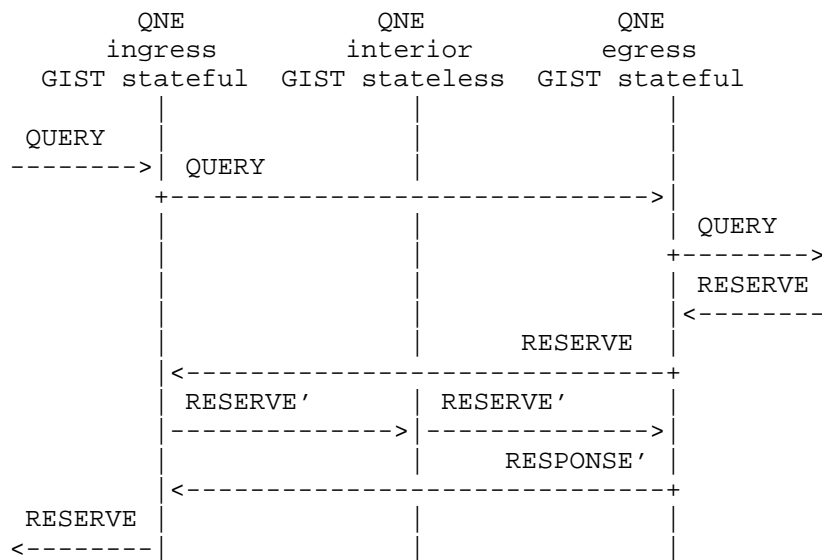 QNE QNE QNE
ingress interior egress
GIST stateful GIST stateless GIST stateful
QUERY
QUERY
QUERY
RESERVE
RESERVE
RESERVE' RESERVE'
RESPONSE'
RESERVE